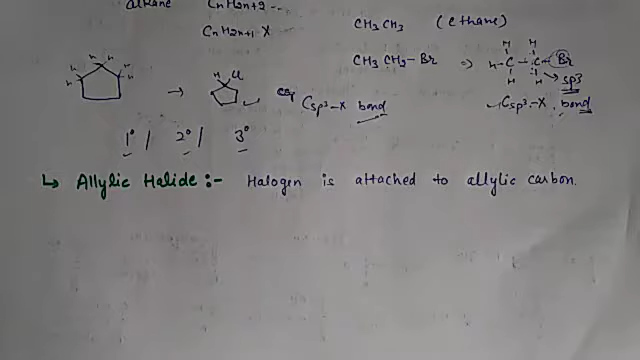 alkane CnH2n+2
CnH2n+1 X
CH3 CH3 (Ethane)
CH3 CH2-Br ⇒ H-C-C-Br
H H
H H
sp3
H H H H H
→ H Cl
Csp3-X bond
Csp3-X bond
1° / 2° / 3°
↳ Allylic Halide :- Halogen is attached to allylic carbon.